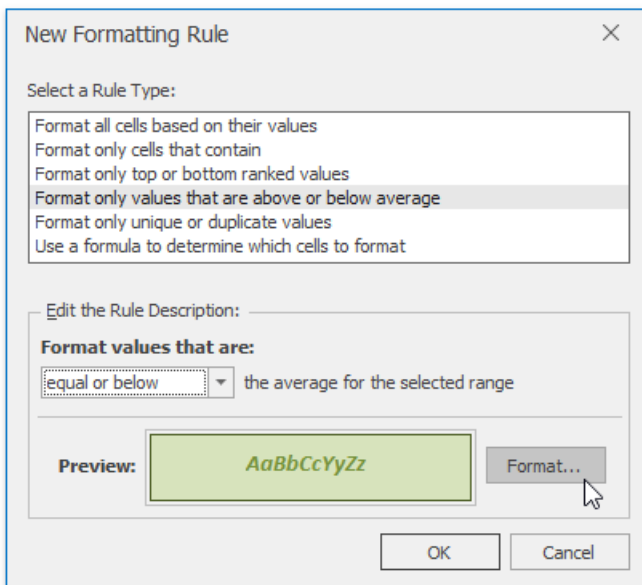 New Formatting Rule
Select a Rule Type:
Format all cells based on their values
Format only cells that contain
Format only top or bottom ranked values
Format only values that are above or below average
Format only unique or duplicate values
Use a formula to determine which cells to format
Edit the Rule Description:
Format values that are:
equal or below the average for the selected range
Preview: AaBbCcYyZz Format...
OK Cancel